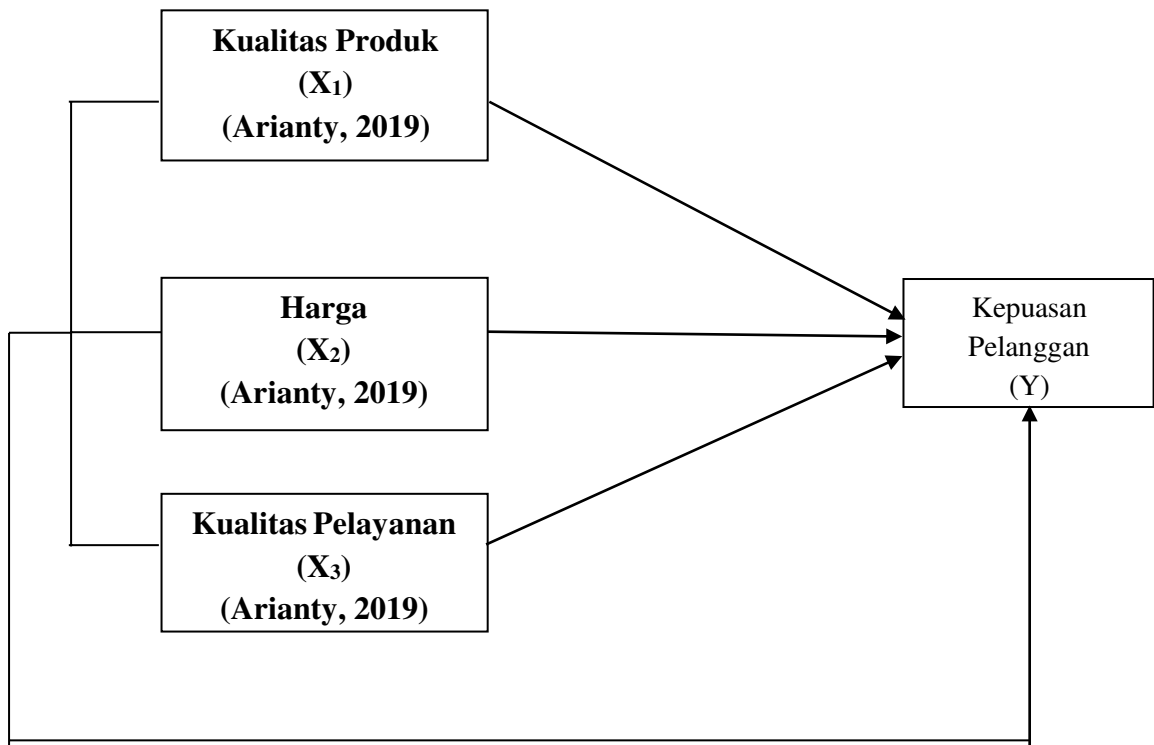 Kualitas Produk
(X₁)
(Arianty, 2019)
Harga
(X₂)
(Arianty, 2019)
Kualitas Pelayanan
(X₃)
(Arianty, 2019)
Kepuasan
Pelanggan
(Y)